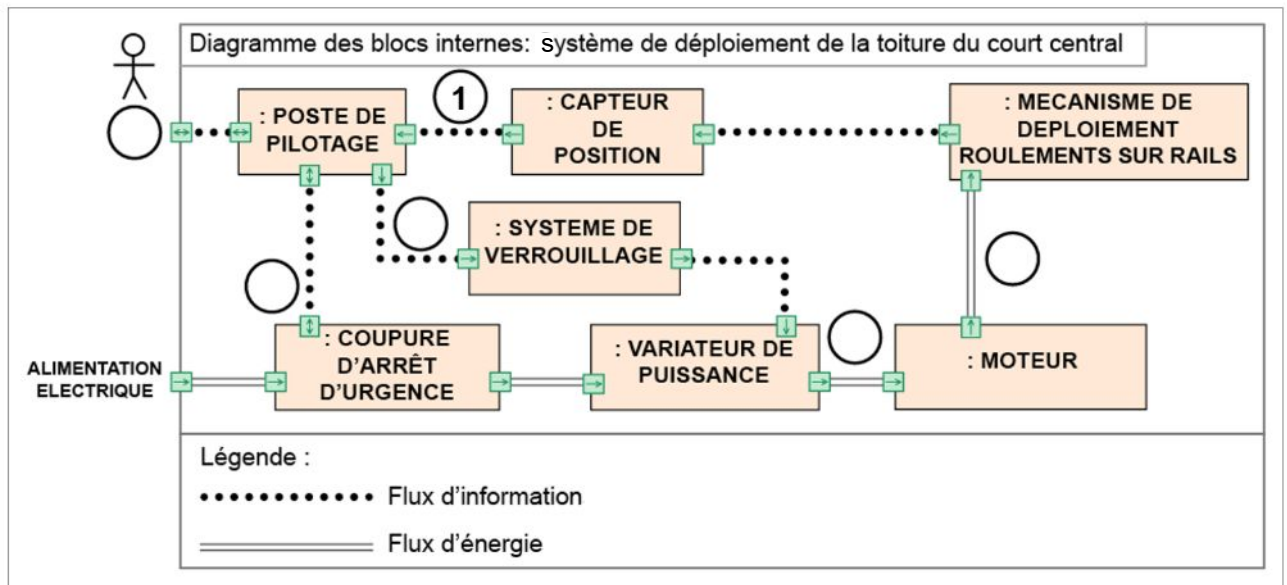 Diagramme des blocs internes: système de déploiement de la toiture du court central
: POSTE DE
PILOTAGE
1
: CAPTEUR
DE
POSITION
: MECANISME DE
DEPLOIEMENT
ROULEMENTS SUR RAILS
: SYSTEME DE
VERROUILLAGE
ALIMENTATION
ELECTRIQUE
: COUPURE
D'ARRÊT
D'URGENCE
: VARIATEUR DE
PUISSANCE
: MOTEUR
Légende :
Flux d'information
Flux d'énergie